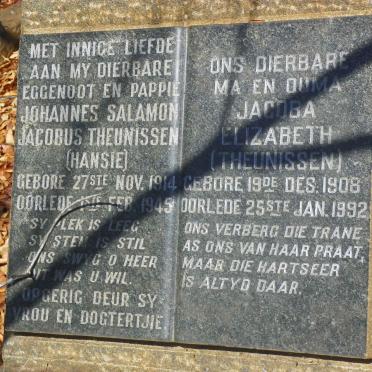 MET INNIGE LIEFDE
AAN MY DIERBARE
EGGENOOT EN PAPPIE
JOHANNES SALAMON
JACOBUS THEUNISSEN
(HANSIE)
GEBORE 27STE NOV. 1914
OORLEDE FEB. 1945
SY PLEK IS LEEG
SY STEM IS STIL
ONS SWYG O HEER
DIT WAS U WIL
OPGERIG DEUR SY
VROU EN DOGTERTJIE
ONS DIERBARE
MA EN OUMA
JACOBA
ELIZABETH
(THEUNISSEN)
GEBORE 19DE DES. 1908
OORLEDE 25STE JAN. 1992
ONS VERBERG DIE TRANE
AS ONS VAN HAAR PRAAT,
MAAR DIE HARTSEER
IS ALTYD DAAR.